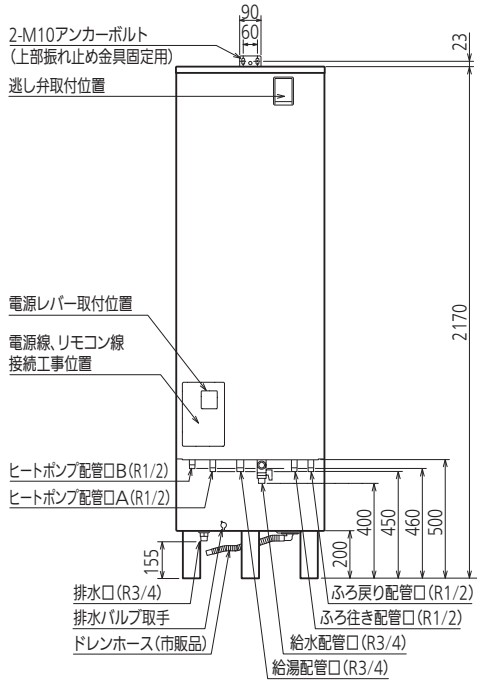 90
60
2-M10アンカーボルト
(上部振れ止め金具固定用)
23
逃し弁取付位置
2170
電源レバー取付位置
電源線、リモコン線
接続工事位置
ヒートポンプ配管口B(R1/2)
ヒートポンプ配管口A(R1/2)
155
200
400
450
460
500
排水口(R3/4)
排水バルブ取手
ドレンホース(市販品)
ふろ戻り配管口(R1/2)
ふろ往き配管口(R1/2)
給水配管口(R3/4)
給湯配管口(R3/4)